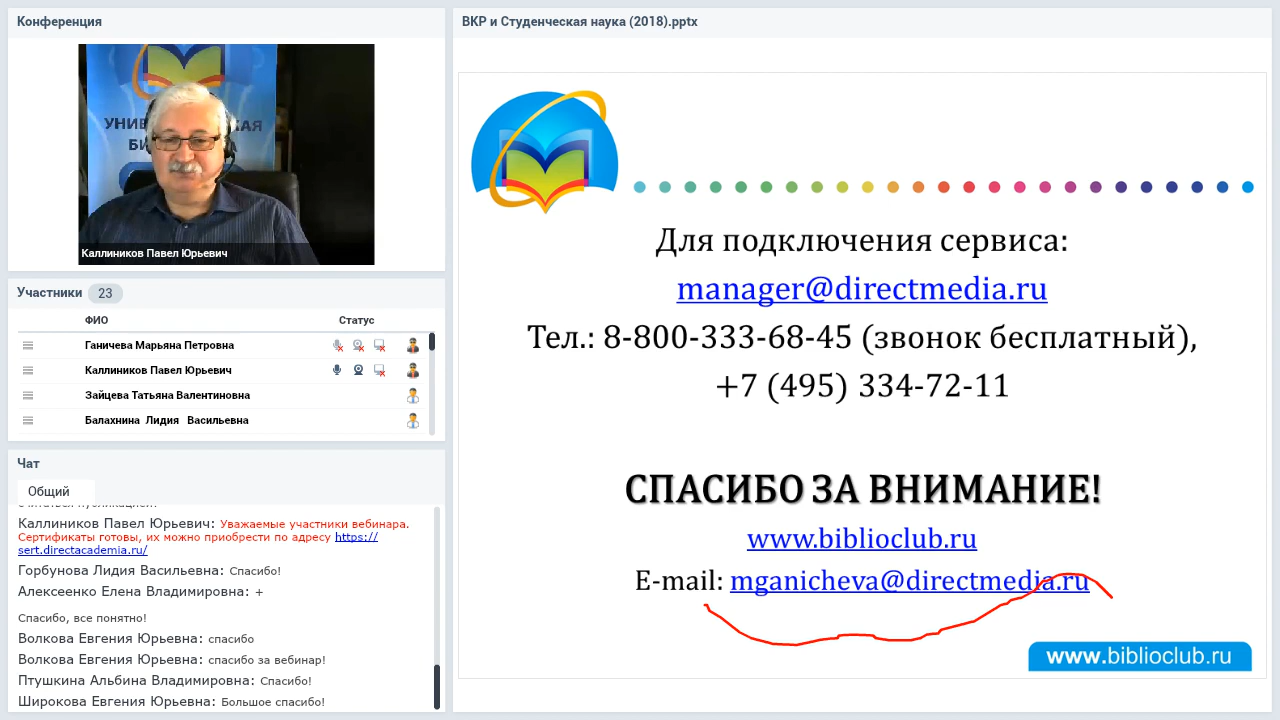 Конференция
УНИВ
КАЯ
Каллиников Павел Юрьевич
Участники 23
ФИО Статус
Ганичева Марьяна Петровна
Каллиников Павел Юрьевич
Зайцева Татьяна Валентиновна
Балахнина Лидия Васильевна
Чат
Общий
Каллиников Павел Юрьевич: Уважаемые участники вебинара.
Сертификаты готовы, их можно приобрести по адресу https://
sert.directacademia.ru/
Горбунова Лидия Васильевна: Спасибо!
Алексеенко Елена Владимировна: +
Спасибо, все понятно!
Волкова Евгения Юрьевна: спасибо
Волкова Евгения Юрьевна: спасибо за вебинар!
Птушкина Альбина Владимировна: Спасибо!
Широкова Евгения Юрьевна: Большое спасибо!
ВКР и Студенческая наука (2018).pptx
Для подключения сервиса:
manager@directmedia.ru
Тел.: 8-800-333-68-45 (звонок бесплатный),
+7 (495) 334-72-11
СПАСИБО ЗА ВНИМАНИЕ!
www.biblioclub.ru
E-mail: mganicheva@directmedia.ru
www.biblioclub.ru